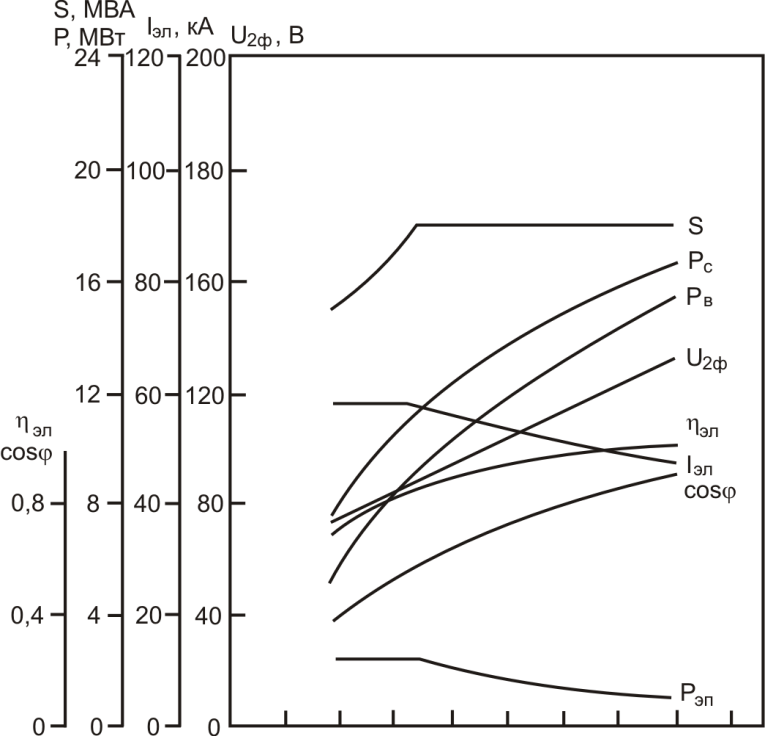 S, МВА
P, МВт Iэл, кА U2ф, В
24 120 200
20 100 180
16 80 160
12 60 120
ηэл
cosφ
0,8 8 40 80
0,4 4 20 40
0 0 0 0
S
Pс
Pв
U2ф
ηэл
Iэл
cosφ
Pэп